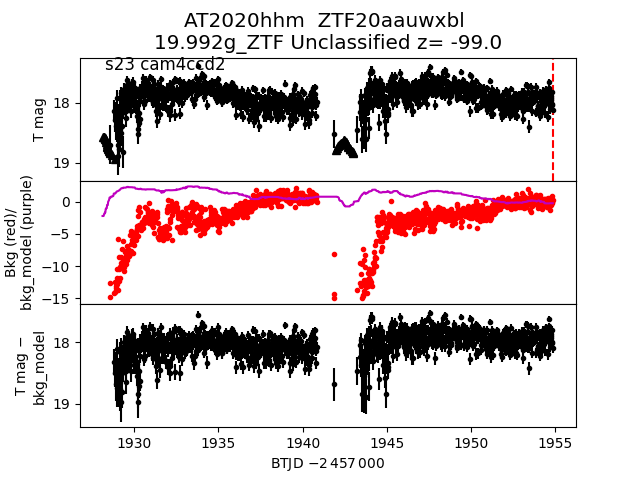 AT2020hhm  ZTF20aauwxbl
19.992g_ZTF Unclassified z= -99.0
s23 cam4ccd2
T mag
18
19
Bkg (red)/
bkg_model (purple)
0
−5
−10
−15
T mag −
bkg_model
18
19
1930 1935 1940 1945 1950 1955
BTJD −2 457 000